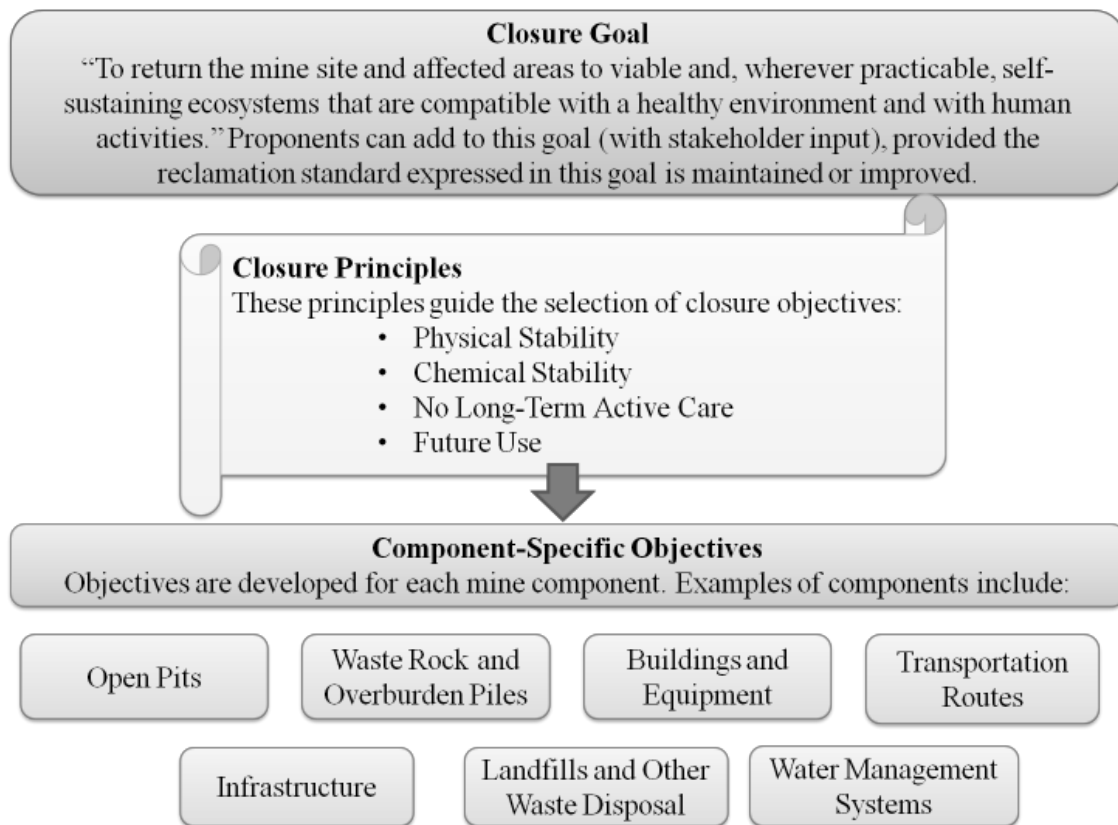 Closure Goal
“To return the mine site and affected areas to viable and, wherever practicable, self-
sustaining ecosystems that are compatible with a healthy environment and with human
activities.” Proponents can add to this goal (with stakeholder input), provided the
reclamation standard expressed in this goal is maintained or improved.
Closure Principles
These principles guide the selection of closure objectives:
• Physical Stability
• Chemical Stability
• No Long-Term Active Care
• Future Use
Component-Specific Objectives
Objectives are developed for each mine component. Examples of components include:
Open Pits
Waste Rock and
Overburden Piles
Buildings and
Equipment
Transportation
Routes
Infrastructure
Landfills and Other
Waste Disposal
Water Management
Systems